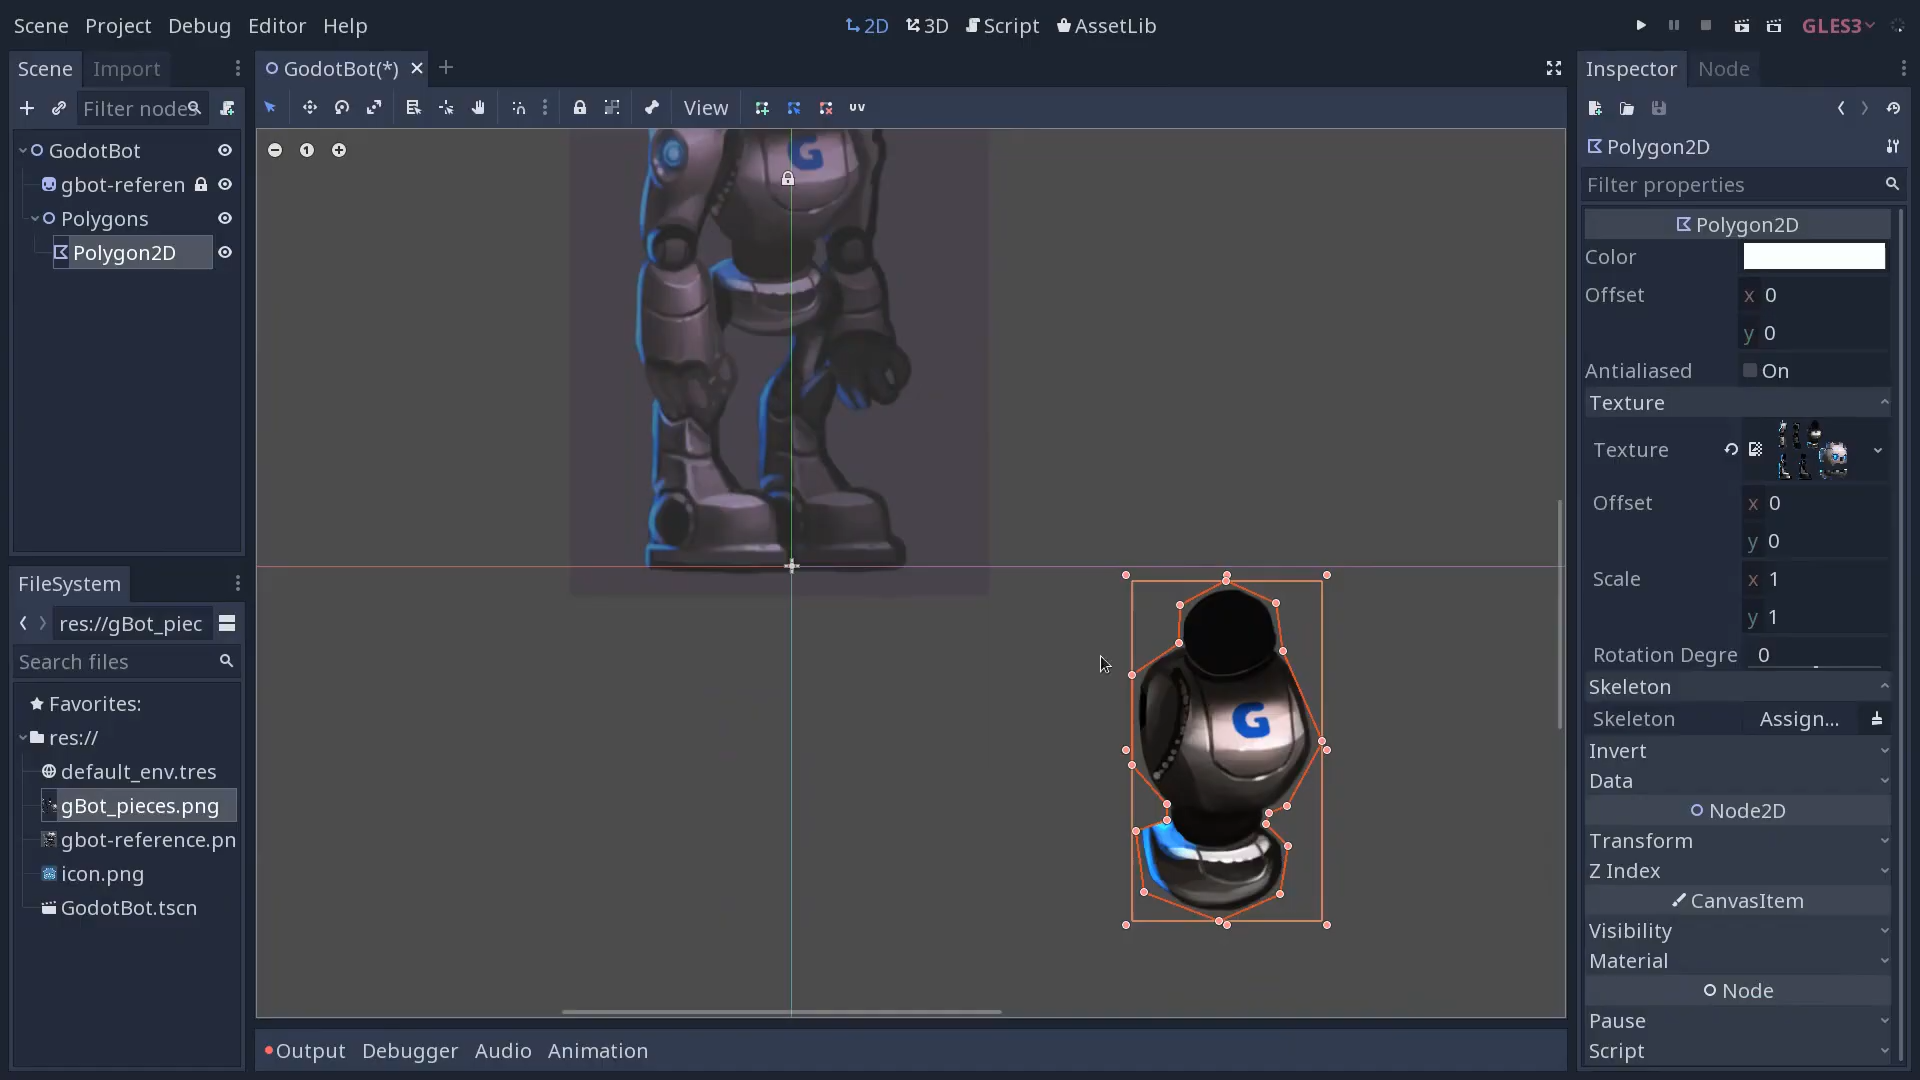 Scene Project Debug Editor Help
2D 3D Script AssetLib
GLES3
Scene Import
Filter nodes
GodotBot
gbot-referen
Polygons
Polygon2D
FileSystem
res://gBot_piec
Search files
Favorites:
res://
default_env.tres
gBot_pieces.png
gbot-reference.pn
icon.png
GodotBot.tscn
GodotBot(*)
View
UV
1
G
G
Output Debugger Audio Animation
Inspector Node
Polygon2D
Filter properties
Polygon2D
Color
Offset x 0
y 0
Antialiased On
Texture
Texture
Offset x 0
y 0
Scale x 1
y 1
Rotation Degre 0
Skeleton
Skeleton Assign...
Invert
Data
Node2D
Transform
Z Index
CanvasItem
Visibility
Material
Node
Pause
Script